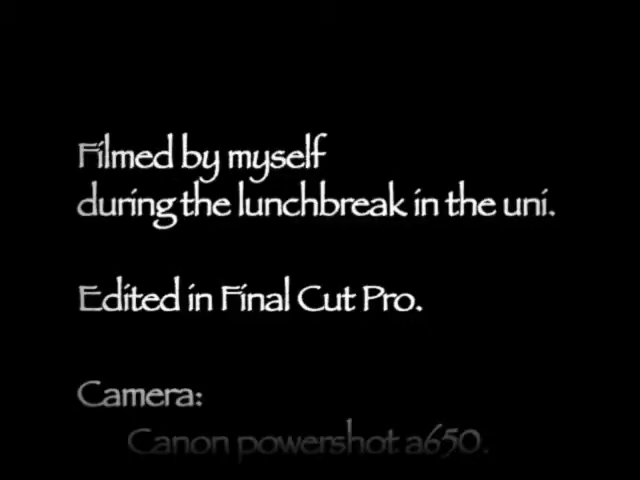 Filmed by myself
during the lunchbreak in the uni.
Edited in Final Cut Pro.
Camera:
Canon powershot a650.